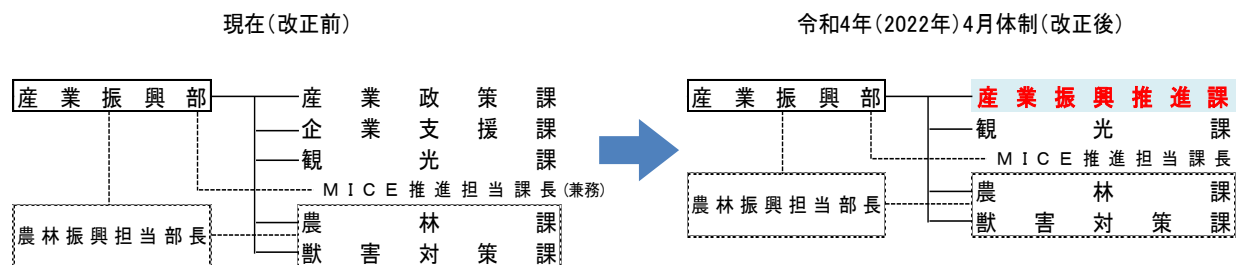 現在(改正前)
産業振興部
産業政策課
企業支援課
観光課
MICE推進担当課長(兼務)
農林振興担当部長
農林課
獣害対策課
令和4年(2022年)4月体制(改正後)
産業振興部
産業振興推進課
観光課
MICE推進担当課長
農林振興担当部長
農林課
獣害対策課